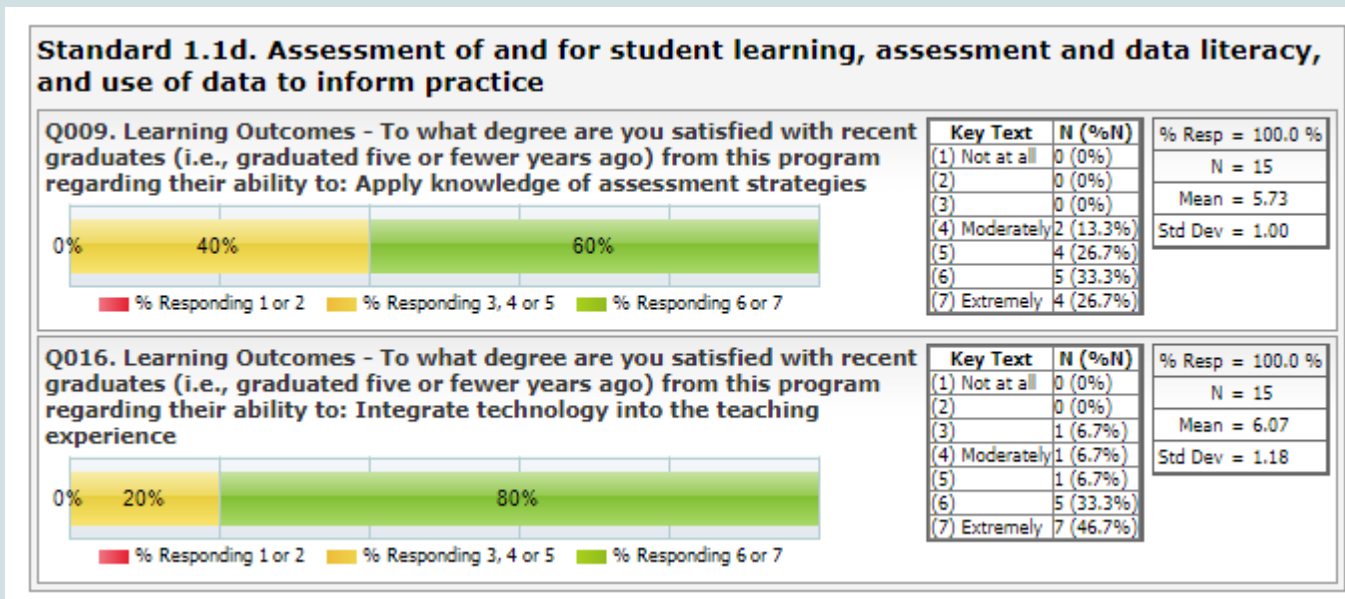 Standard 1.1d. Assessment of and for student learning, assessment and data literacy,
and use of data to inform practice
Q009. Learning Outcomes - To what degree are you satisfied with recent
graduates (i.e., graduated five or fewer years ago) from this program
regarding their ability to: Apply knowledge of assessment strategies
0% 40% 60%
% Responding 1 or 2 % Responding 3, 4 or 5 % Responding 6 or 7
Key Text N (%N)
(1) Not at all 0 (0%)
(2) 0 (0%)
(3) 0 (0%)
(4) Moderately 2 (13.3%)
(5) 4 (26.7%)
(6) 5 (33.3%)
(7) Extremely 4 (26.7%)
% Resp = 100.0 %
N = 15
Mean = 5.73
Std Dev = 1.00
Q016. Learning Outcomes - To what degree are you satisfied with recent
graduates (i.e., graduated five or fewer years ago) from this program
regarding their ability to: Integrate technology into the teaching
experience
0% 20% 80%
% Responding 1 or 2 % Responding 3, 4 or 5 % Responding 6 or 7
Key Text N (%N)
(1) Not at all 0 (0%)
(2) 0 (0%)
(3) 1 (6.7%)
(4) Moderately 1 (6.7%)
(5) 1 (6.7%)
(6) 5 (33.3%)
(7) Extremely 7 (46.7%)
% Resp = 100.0 %
N = 15
Mean = 6.07
Std Dev = 1.18